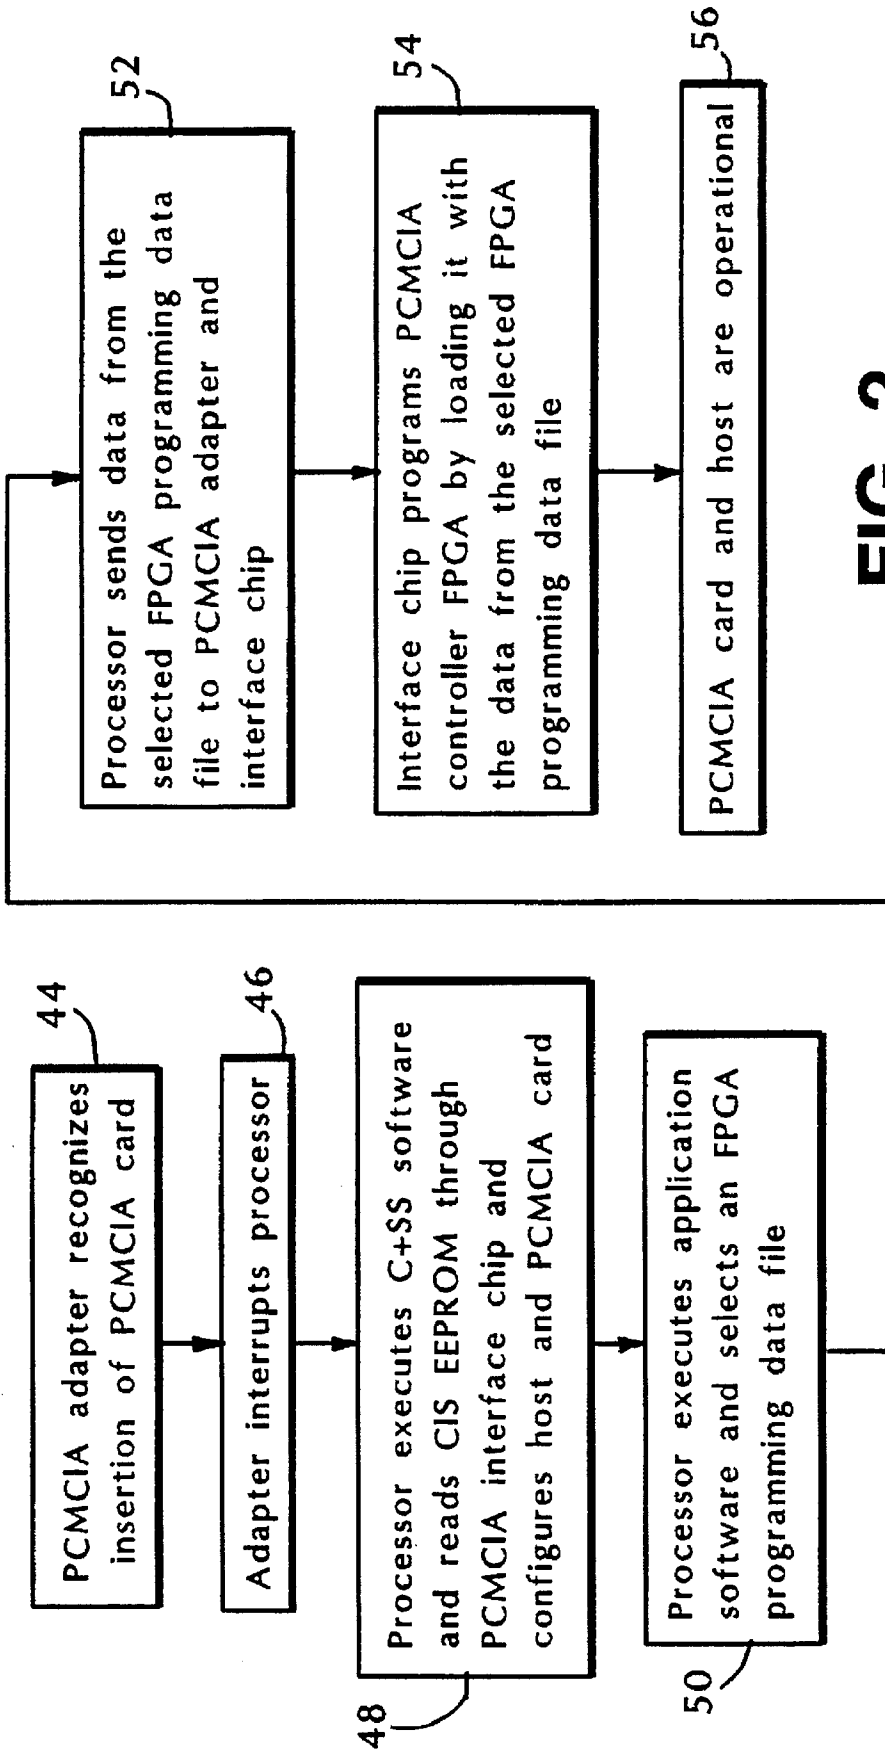 44
PCMCIA adapter recognizes
insertion of PCMCIA card
46
Adapter interrupts processor
Processor executes C+SS software
and reads CIS EEPROM through
PCMCIA interface chip and
configures host and PCMCIA card
48
Processor executes application
software and selects an FPGA
programming data file
50
52
Processor sends data from the
selected FPGA programming data
file to PCMCIA adapter and
interface chip
54
Interface chip programs PCMCIA
controller FPGA by loading it with
the data from the selected FPGA
programming data file
56
PCMCIA card and host are operational
FIG. 2